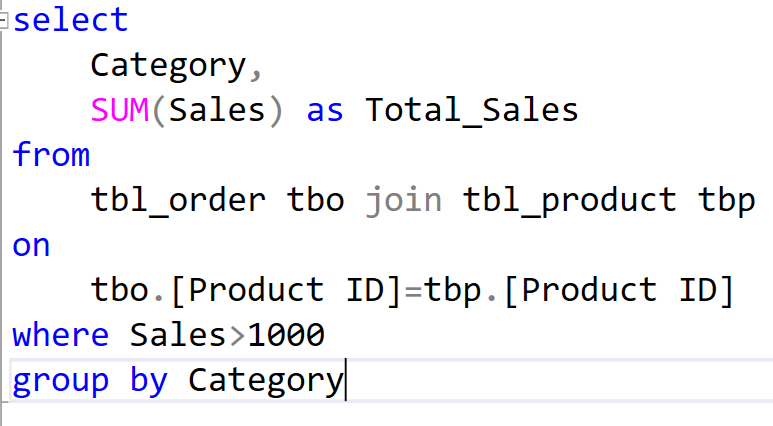 select
Category,
SUM(Sales) as Total_Sales
from
tbl_order tbo join tbl_product tbp
on
tbo.[Product ID]=tbp.[Product ID]
where Sales>1000
group by Category